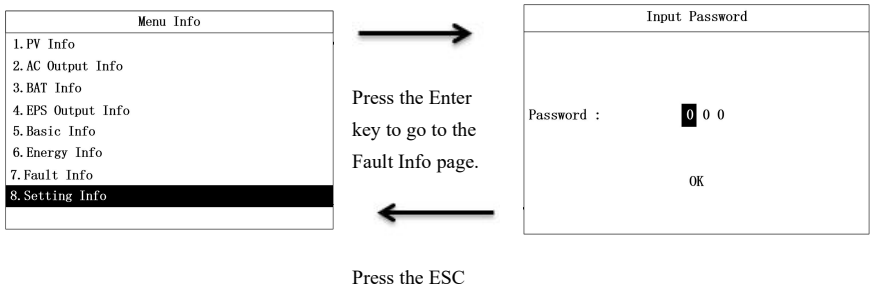 Menu Info
1.PV Info
2.AC Output Info
3.BAT Info
4.EPS Output Info
5.Basic Info
6.Energy Info
7.Fault Info
8.Setting Info
Press the Enter
key to go to the
Fault Info page.
Press the ESC
Input Password
Password : 0 0 0
OK